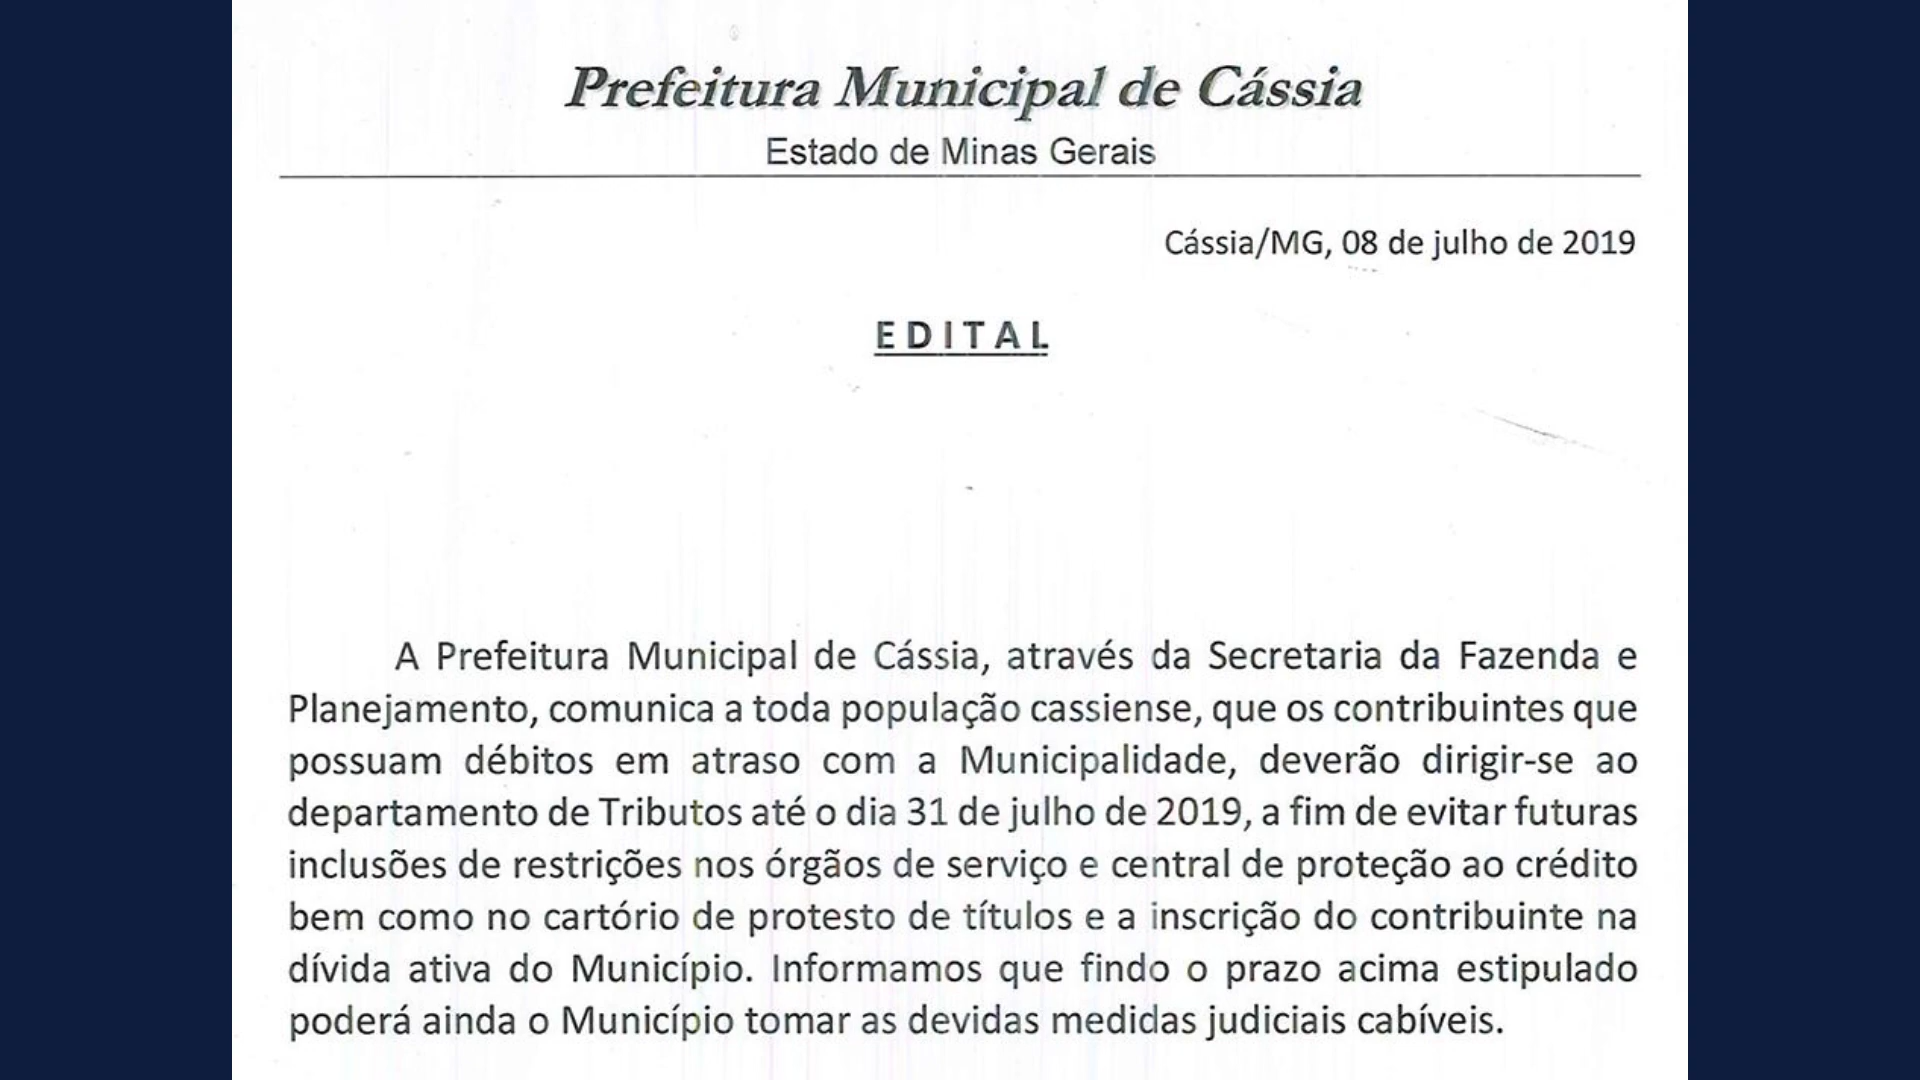 Prefeitura Municipal de Cássia
Estado de Minas Gerais
Cássia/MG, 08 de julho de 2019
E D I T A L
A Prefeitura Municipal de Cássia, através da Secretaria da Fazenda e
Planejamento, comunica a toda população cassiense, que os contribuintes que
possuam débitos em atraso com a Municipalidade, deverão dirigir-se ao
departamento de Tributos até o dia 31 de julho de 2019, a fim de evitar futuras
inclusões de restrições nos órgãos de serviço e central de proteção ao crédito
bem como no cartório de protesto de títulos e a inscrição do contribuinte na
dívida ativa do Município. Informamos que findo o prazo acima estipulado
poderá ainda o Município tomar as devidas medidas judiciais cabíveis.